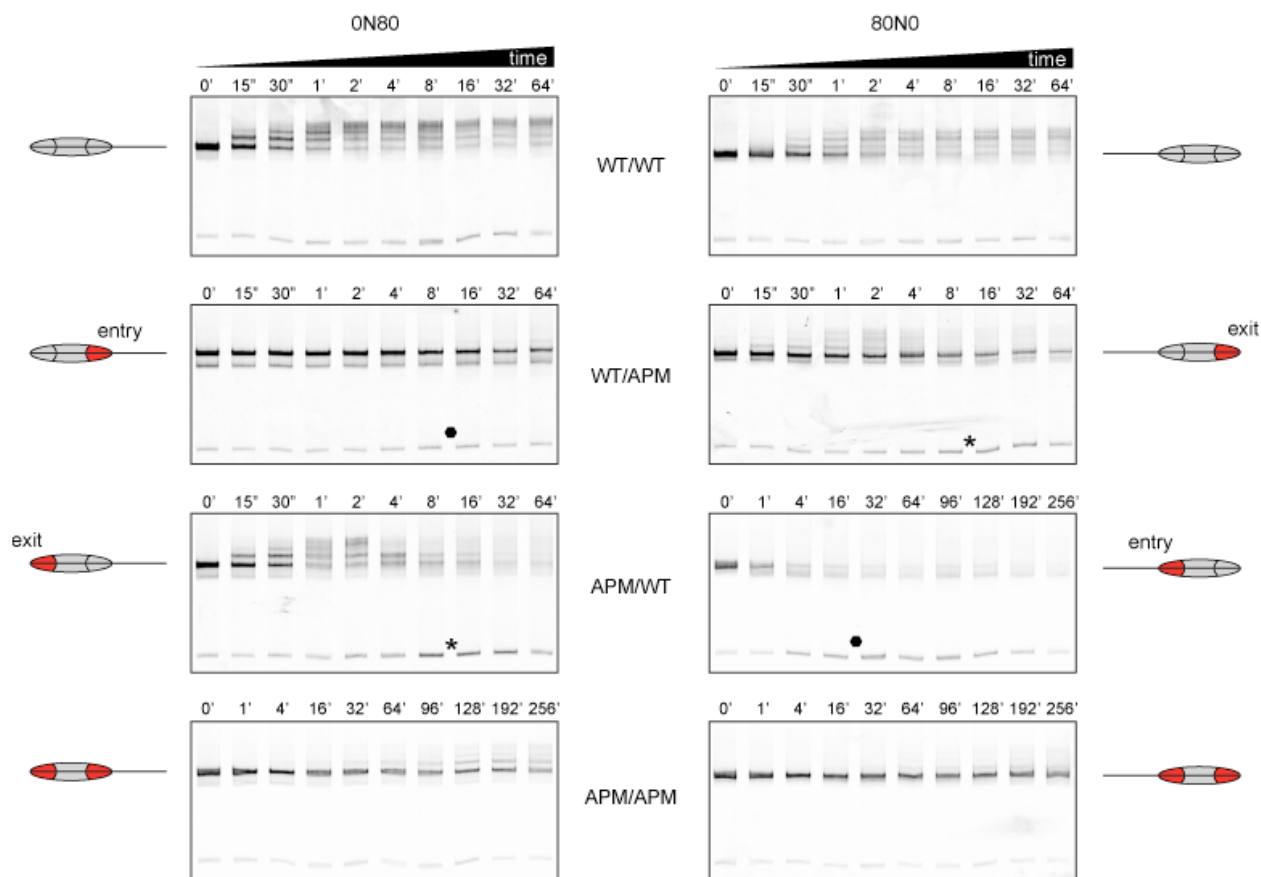 0N80 80N0
time time
0' 15" 30" 1' 2' 4' 8' 16' 32' 64' 0' 15" 30" 1' 2' 4' 8' 16' 32' 64'
WT/WT
0' 15" 30" 1' 2' 4' 8' 16' 32' 64' 0' 15" 30" 1' 2' 4' 8' 16' 32' 64'
entry exit
WT/APM
*
0' 15" 30" 1' 2' 4' 8' 16' 32' 64' 0' 1' 4' 16' 32' 64' 96' 128' 192' 256'
exit entry
APM/WT
*
0' 1' 4' 16' 32' 64' 96' 128' 192' 256' 0' 1' 4' 16' 32' 64' 96' 128' 192' 256'
APM/APM